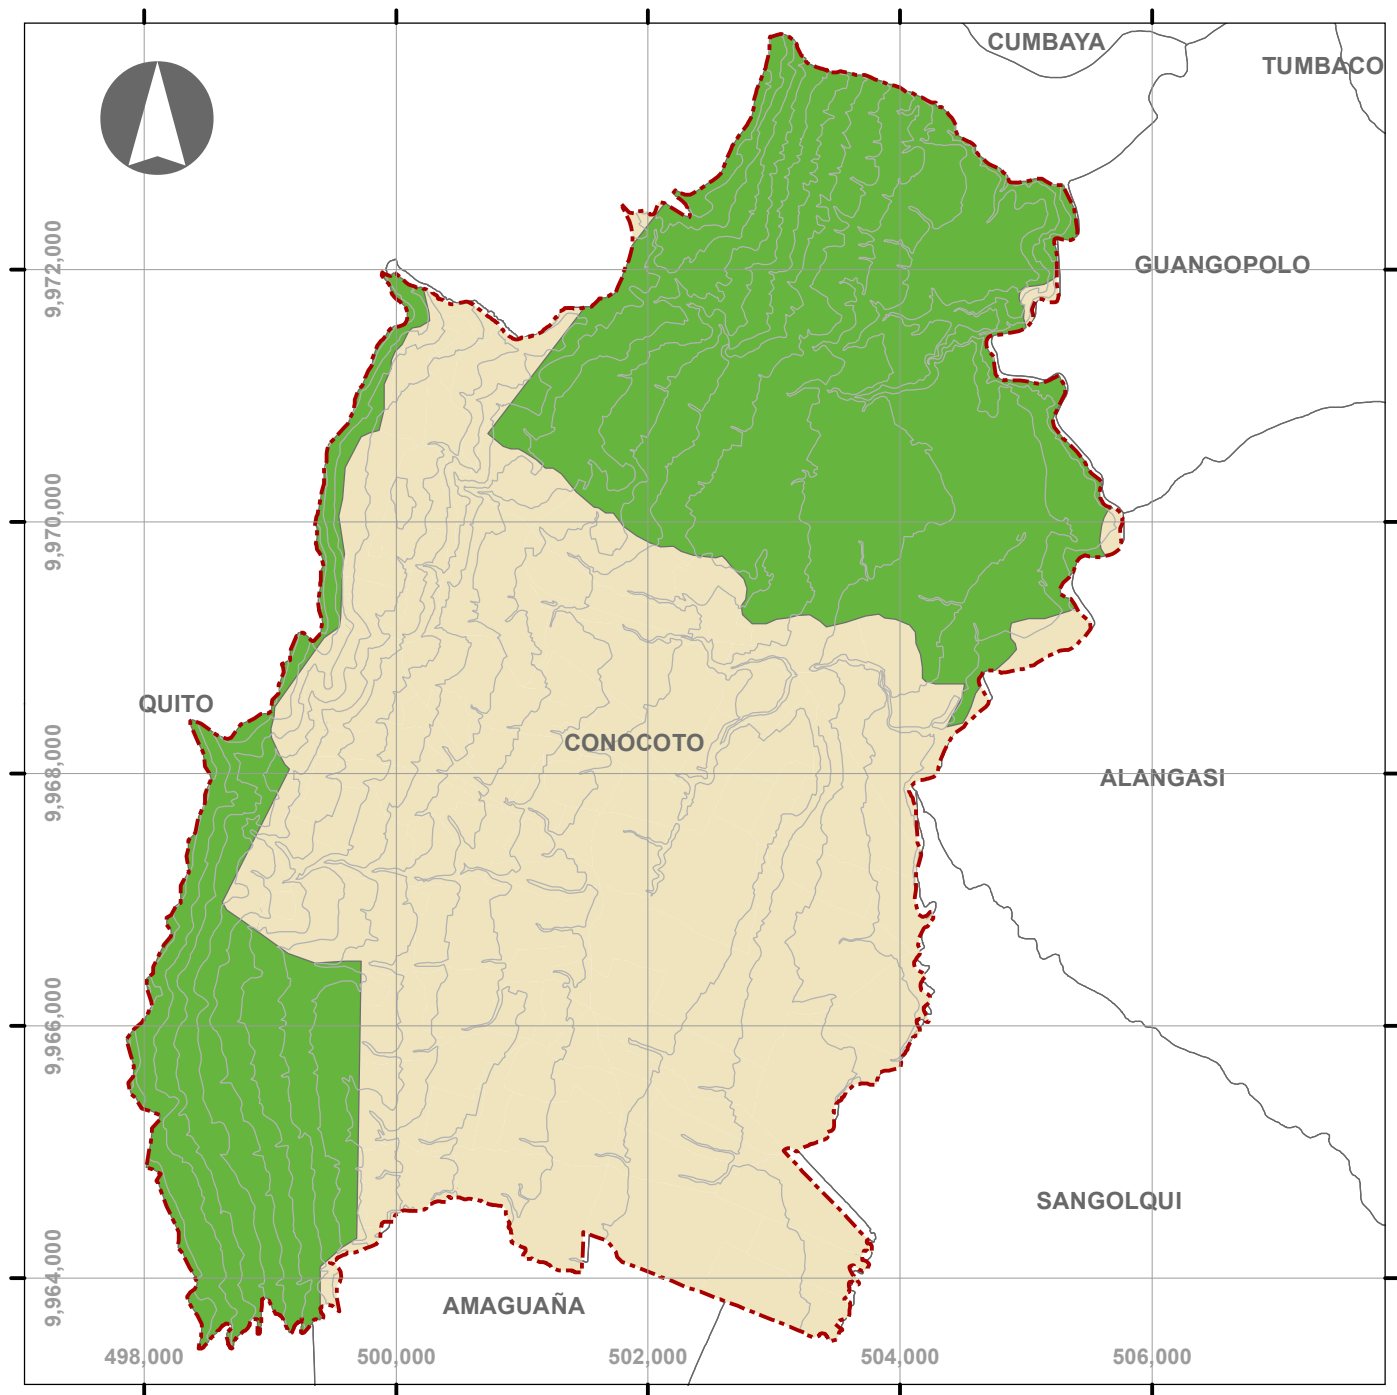 CUMBAYA
TUMBACO
9,972,000
GUANGOPOLO
9,970,000
QUITO
CONOCOTO
9,968,000
ALANGASI
9,966,000
SANGOLQUI
9,964,000
AMAGUAÑA
498,000
500,000
502,000
504,000
506,000